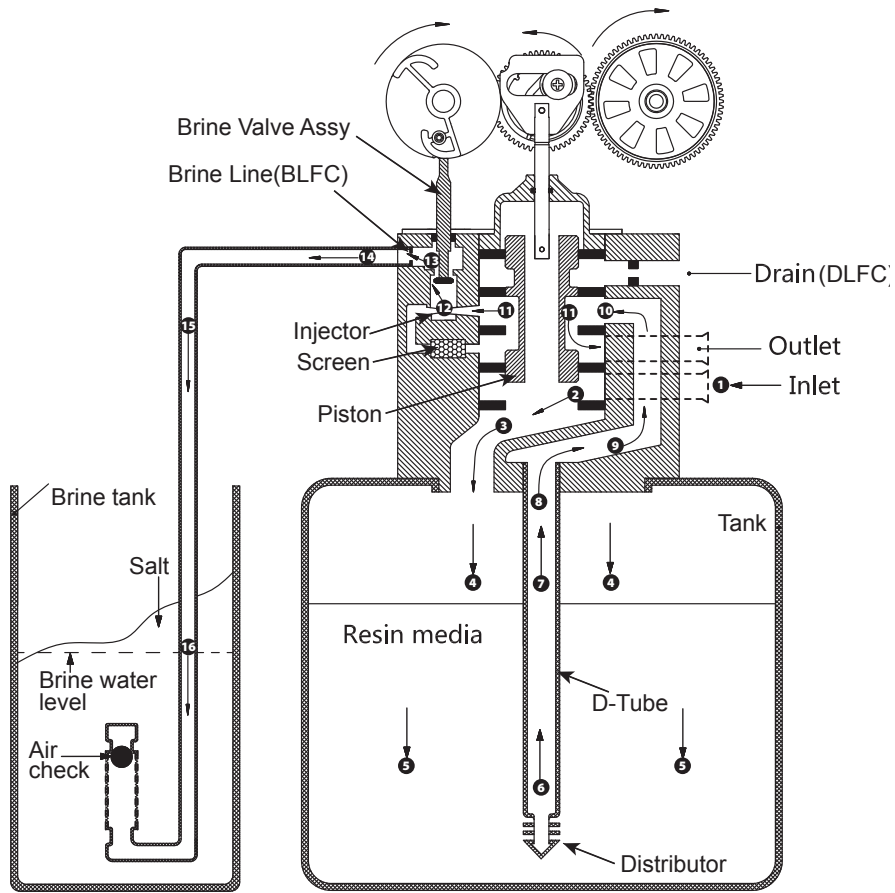 Brine Valve Assy
Brine Line(BLFC)
14
13
Drain (DLFC)
15
12
11
11
10
Injector
Screen
Outlet
1
Inlet
Piston
2
3
9
8
Brine tank
Tank
Salt
4
7
4
16
Resin media
Brine water
level
D-Tube
Air
check
5
5
6
Distributor